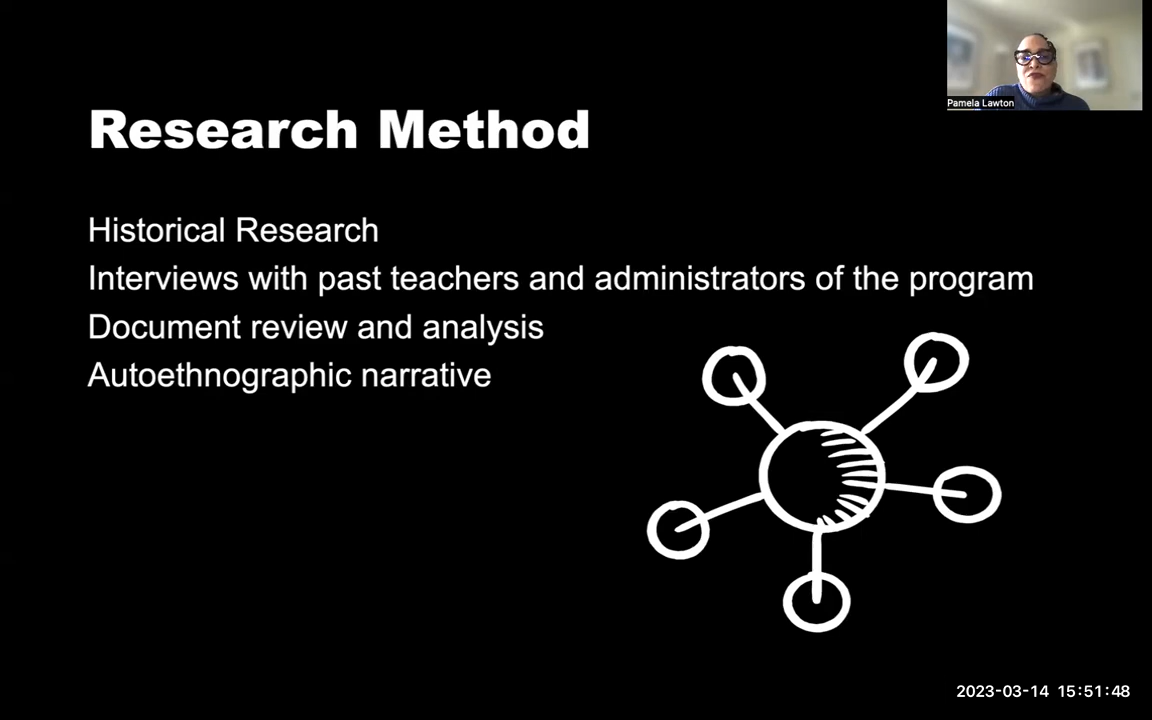 Pamela Lawton
Research Method
Historical Research
Interviews with past teachers and administrators of the program
Document review and analysis
Autoethnographic narrative
2023-03-14 15:51:48